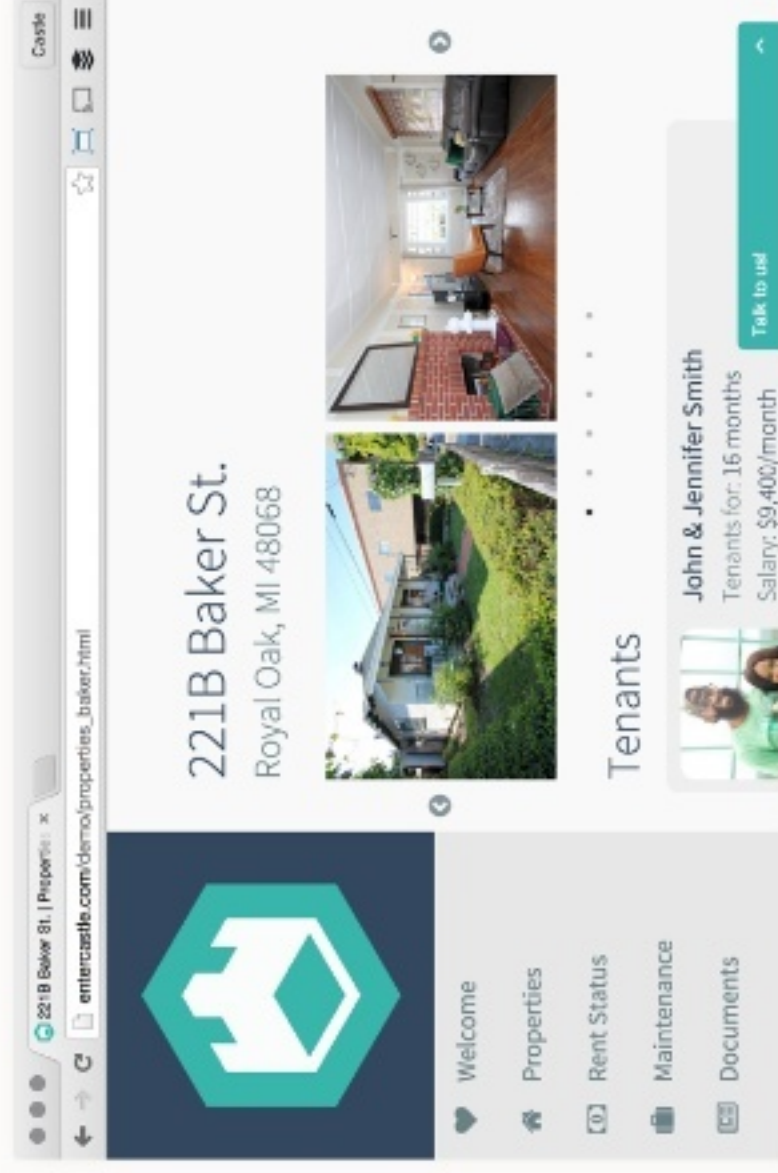 221B Baker St. | Properties
Castle
entercastle.com/demo/properties_baker.html
Welcome
Properties
Rent Status
Maintenance
Documents
221B Baker St.
Royal Oak, MI 48068
Tenants
John & Jennifer Smith
Tenants for: 16 months
Salary: $9,400/month
Talk to us!